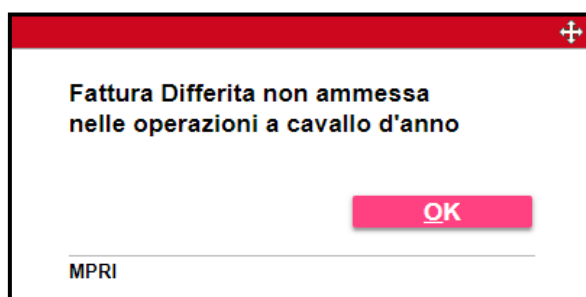 Fattura Differita non ammessa
nelle operazioni a cavallo d'anno
OK
MPRI